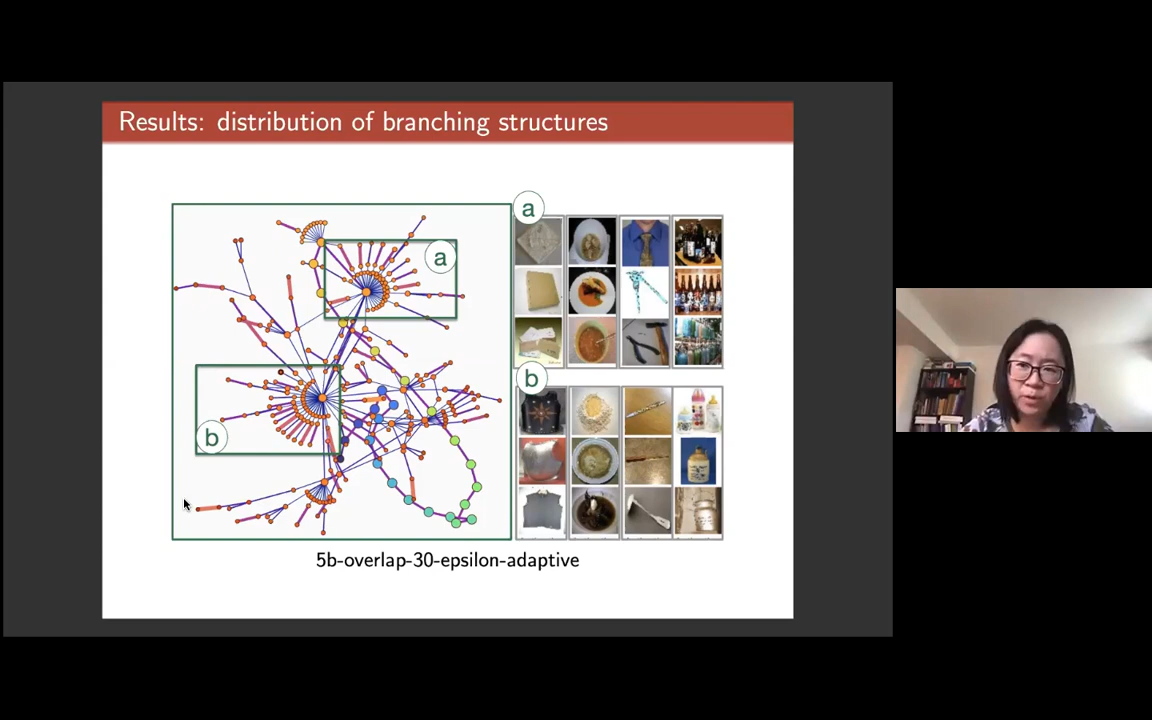 Results: distribution of branching structures
a
a
b
b
5b-overlap-30-epsilon-adaptive